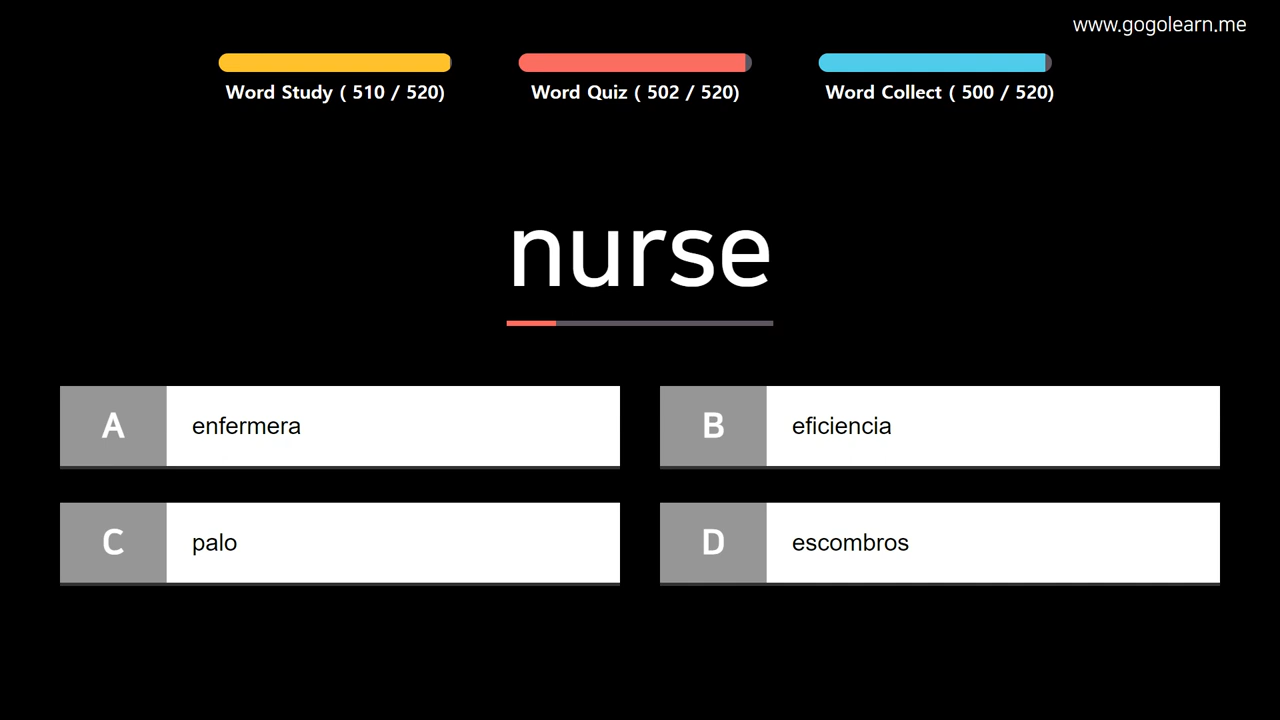 www.gogolearn.me
Word Study ( 510 / 520)
Word Quiz ( 502 / 520)
Word Collect ( 500 / 520)
nurse
A enfermera
B eficiencia
C palo
D escombros